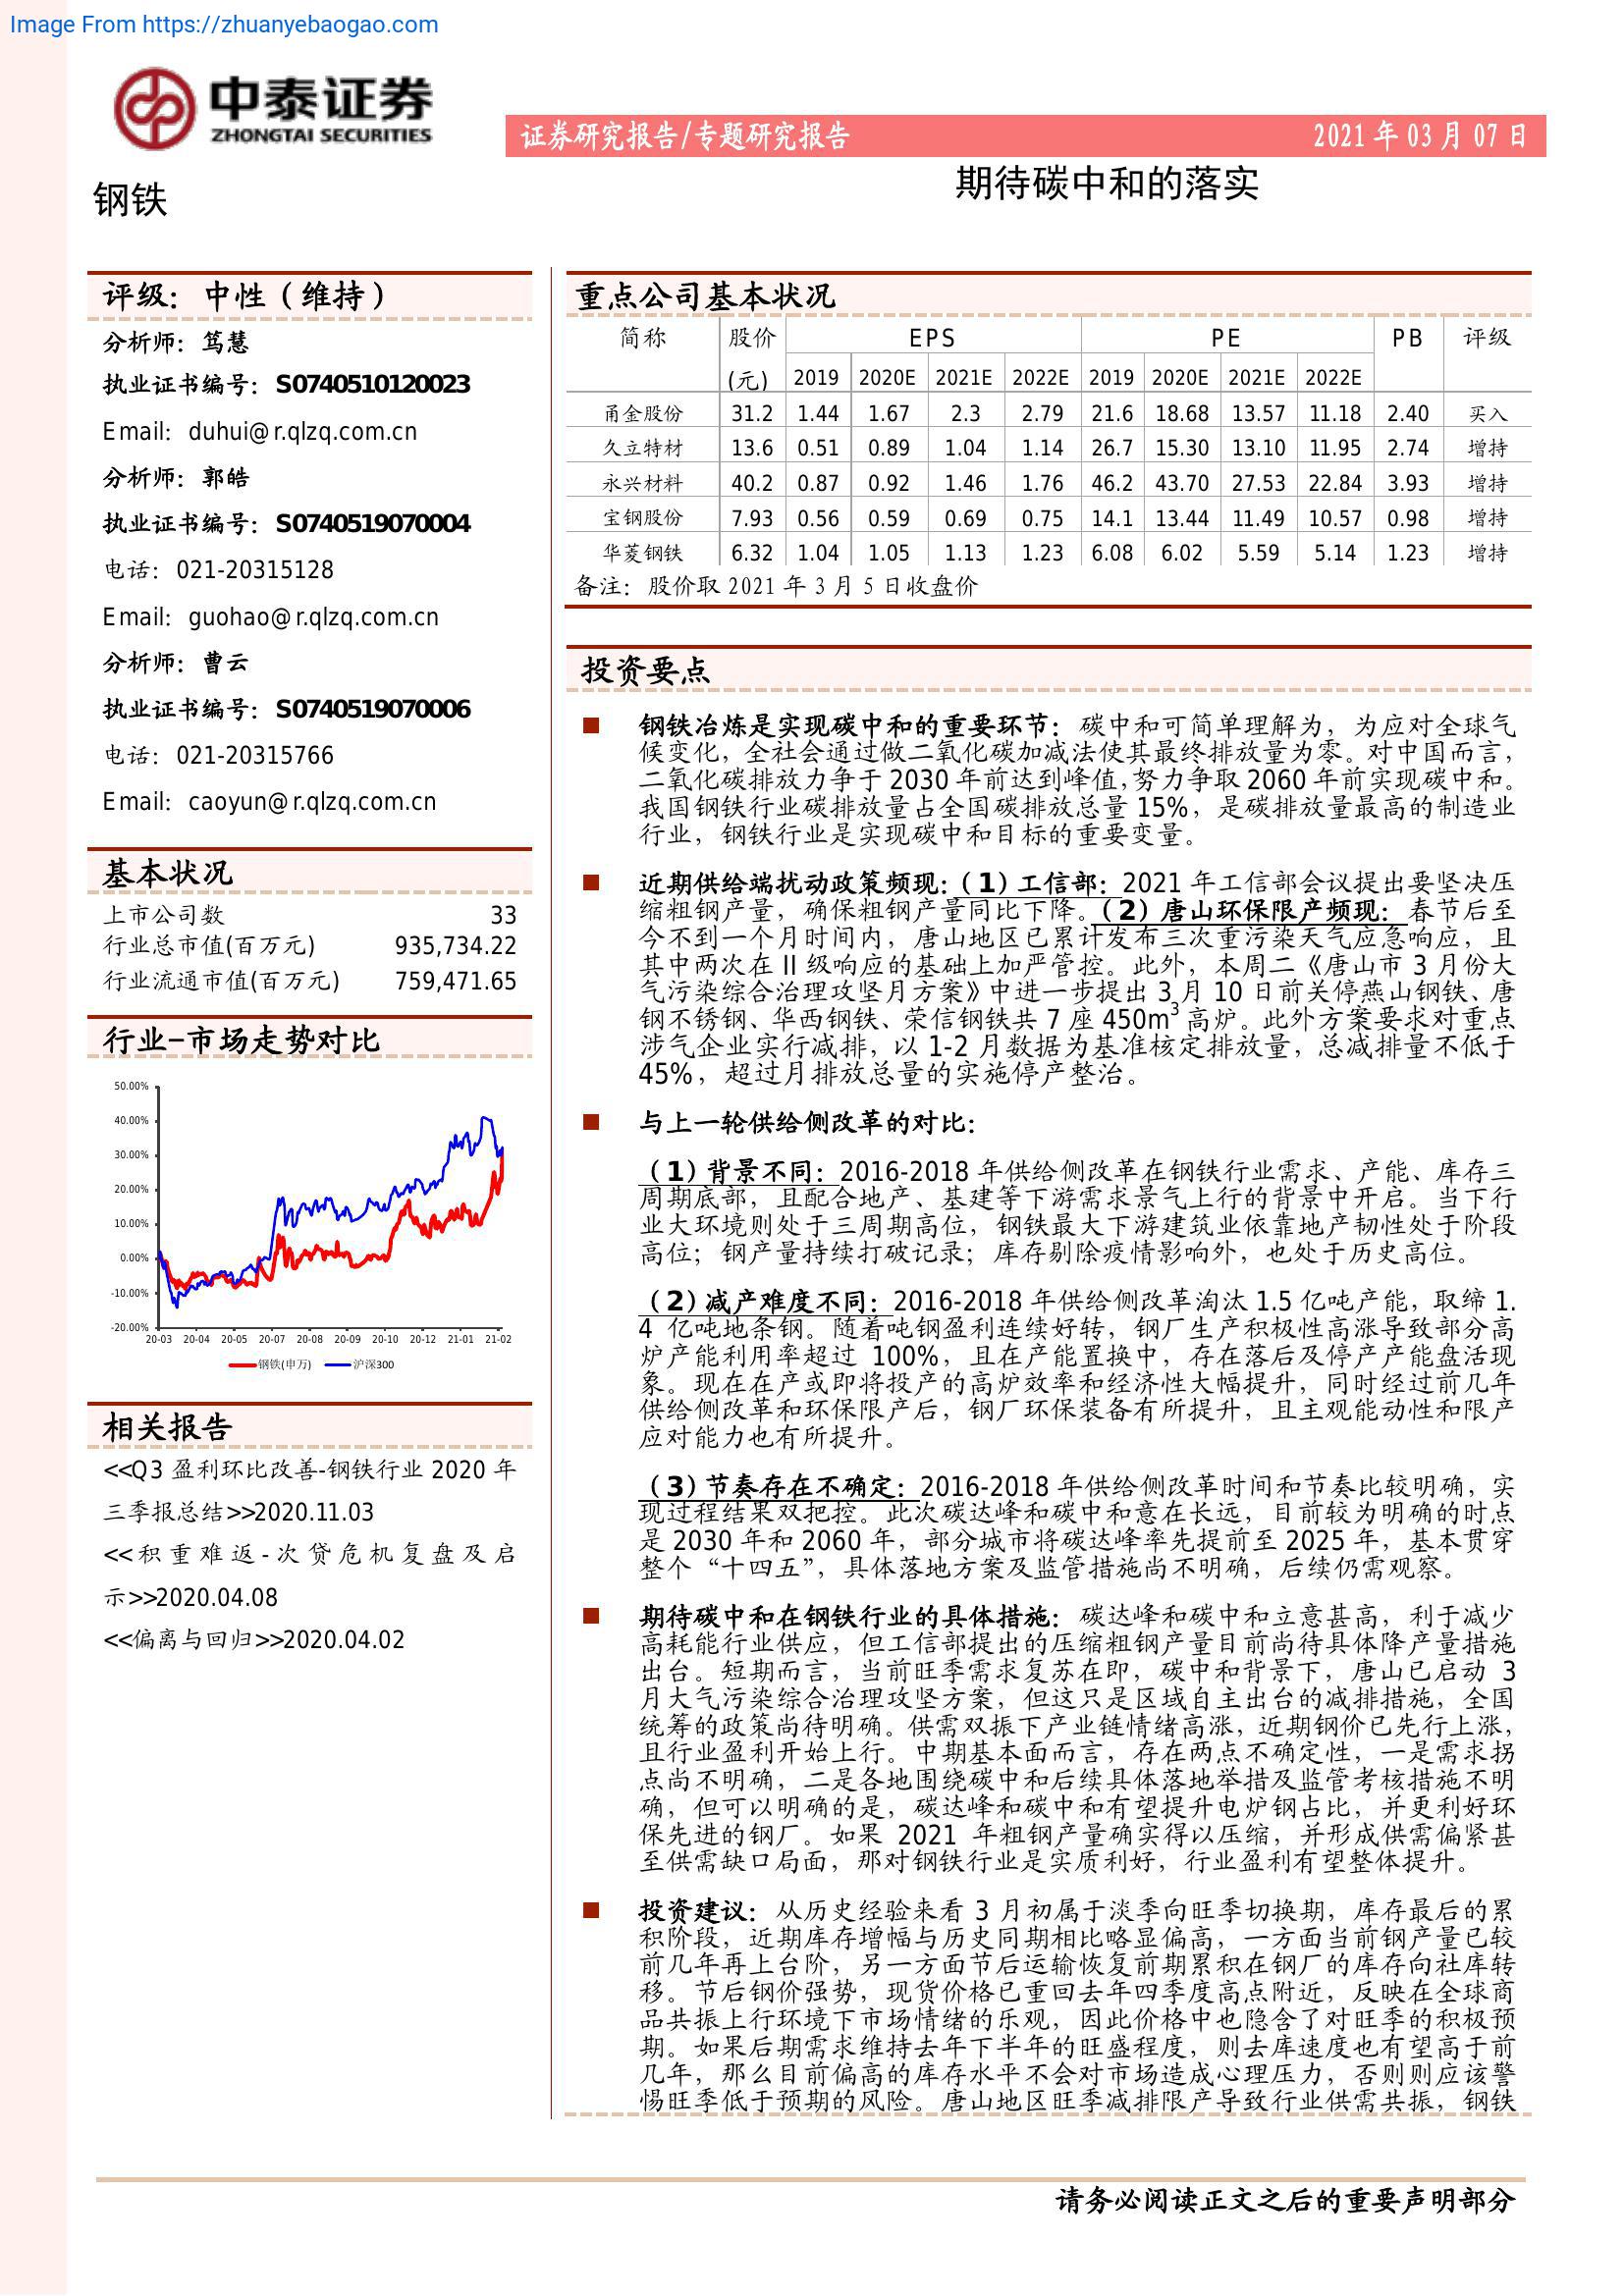 Image From https://zhuanyebaogao.com
中泰证券
ZHONGTAI SECURITIES
证券研究报告/专题研究报告 2021 年 03 月 07 日
钢铁
期待碳中和的落实
评级：中性（维持）
分析师：笃慧
执业证书编号：S0740510120023
Email：duhui@r.qlzq.com.cn
分析师：郭皓
执业证书编号：S0740519070004
电话：021-20315128
Email：guohao@r.qlzq.com.cn
分析师：曹云
执业证书编号：S0740519070006
电话：021-20315766
Email：caoyun@r.qlzq.com.cn
基本状况
上市公司数 33
行业总市值(百万元) 935,734.22
行业流通市值(百万元) 759,471.65
行业-市场走势对比
50.00%
40.00%
30.00%
20.00%
10.00%
0.00%
-10.00%
-20.00%
20-03 20-04 20-05 20-07 20-08 20-09 20-10 20-12 21-01 21-02
钢铁(申万) 沪深300
相关报告
<<Q3 盈利环比改善-钢铁行业 2020 年
三季报总结>>2020.11.03
<<积重难返-次贷危机复盘及启
示>>2020.04.08
<<偏离与回归>>2020.04.02
重点公司基本状况
简称 股价 EPS PE PB 评级
(元) 2019 2020E 2021E 2022E 2019 2020E 2021E 2022E
甬金股份 31.2 1.44 1.67 2.3 2.79 21.6 18.68 13.57 11.18 2.40 买入
久立特材 13.6 0.51 0.89 1.04 1.14 26.7 15.30 13.10 11.95 2.74 增持
永兴材料 40.2 0.87 0.92 1.46 1.76 46.2 43.70 27.53 22.84 3.93 增持
宝钢股份 7.93 0.56 0.59 0.69 0.75 14.1 13.44 11.49 10.57 0.98 增持
华菱钢铁 6.32 1.04 1.05 1.13 1.23 6.08 6.02 5.59 5.14 1.23 增持
备注：股价取 2021 年 3 月 5 日收盘价
投资要点
■ 钢铁冶炼是实现碳中和的重要环节：碳中和可简单理解为，为应对全球气
候变化，全社会通过做二氧化碳加减法使其最终排放量为零。对中国而言，
二氧化碳排放力争于 2030 年前达到峰值，努力争取 2060 年前实现碳中和。
我国钢铁行业碳排放量占全国碳排放总量 15%，是碳排放量最高的制造业
行业，钢铁行业是实现碳中和目标的重要变量。
■ 近期供给端扰动政策频现：（1）工信部：2021 年工信部会议提出要坚决压
缩粗钢产量，确保粗钢产量同比下降。（2）唐山环保限产频现：春节后至
今不到一个月时间内，唐山地区已累计发布三次重污染天气应急响应，且
其中两次在 II 级响应的基础上加严管控。此外，本周二《唐山市 3 月份大
气污染综合治理攻坚月方案》中进一步提出 3 月 10 日前关停燕山钢铁、唐
钢不锈钢、华西钢铁、荣信钢铁共 7 座 450m³高炉。此外方案要求对重点
涉气企业实行减排，以 1-2 月数据为基准核定排放量，总减排量不低于
45%，超过月排放总量的实施停产整治。
■ 与上一轮供给侧改革的对比：
（1）背景不同：2016-2018 年供给侧改革在钢铁行业需求、产能、库存三
周期底部，且配合地产、基建等下游需求景气上行的背景中开启。当下行
业大环境则处于三周期高位，钢铁最大下游建筑业依靠地产韧性处于阶段
高位；钢产量持续打破记录；库存剔除疫情影响外，也处于历史高位。
（2）减产难度不同：2016-2018 年供给侧改革淘汰 1.5 亿吨产能，取缔 1.
4 亿吨地条钢。随着吨钢盈利连续好转，钢厂生产积极性高涨导致部分高
炉产能利用率超过 100%，且在产能置换中，存在落后及停产产能盘活现
象。现在在产或即将投产的高炉效率和经济性大幅提升，同时经过前几年
供给侧改革和环保限产后，钢厂环保装备有所提升，且主观能动性和限产
应对能力也有所提升。
（3）节奏存在不确定：2016-2018 年供给侧改革时间和节奏比较明确，实
现过程结果双把控。此次碳达峰和碳中和意在长远，目前较为明确的时点
是 2030 年和 2060 年，部分城市将碳达峰率先提前至 2025 年，基本贯穿
整个“十四五”，具体落地方案及监管措施尚不明确，后续仍需观察。
■ 期待碳中和在钢铁行业的具体措施：碳达峰和碳中和立意甚高，利于减少
高耗能行业供应，但工信部提出的压缩粗钢产量目前尚待具体降产量措施
出台。短期而言，当前旺季需求复苏在即，碳中和背景下，唐山已启动 3
月大气污染综合治理攻坚方案，但这只是区域自主出台的减排措施，全国
统筹的政策尚待明确。供需双振下产业链情绪高涨，近期钢价已先行上涨，
且行业盈利开始上行。中期基本面而言，存在两点不确定性，一是需求拐
点尚不明确，二是各地围绕碳中和后续具体落地举措及监管考核措施不明
确，但可以明确的是，碳达峰和碳中和有望提升电炉钢占比，并更利好环
保先进的钢厂。如果 2021 年粗钢产量确实得以压缩，并形成供需偏紧甚
至供需缺口局面，那对钢铁行业是实质利好，行业盈利有望整体提升。
■ 投资建议：从历史经验来看 3 月初属于淡季向旺季切换期，库存最后的累
积阶段，近期库存增幅与历史同期相比略显偏高，一方面当前钢产量已较
前几年再上台阶，另一方面节后运输恢复前期累积在钢厂的库存向社库转
移。节后钢价强势，现货价格已重回去年四季度高点附近，反映在全球商
品共振上行环境下市场情绪的乐观，因此价格中也隐含了对旺季的积极预
期。如果后期需求维持去年下半年的旺盛程度，则去库速度也有望高于前
几年，那么目前偏高的库存水平不会对市场造成心理压力，否则则应该警
惕旺季低于预期的风险。唐山地区旺季减排限产导致行业供需共振，钢铁
请务必阅读正文之后的重要声明部分